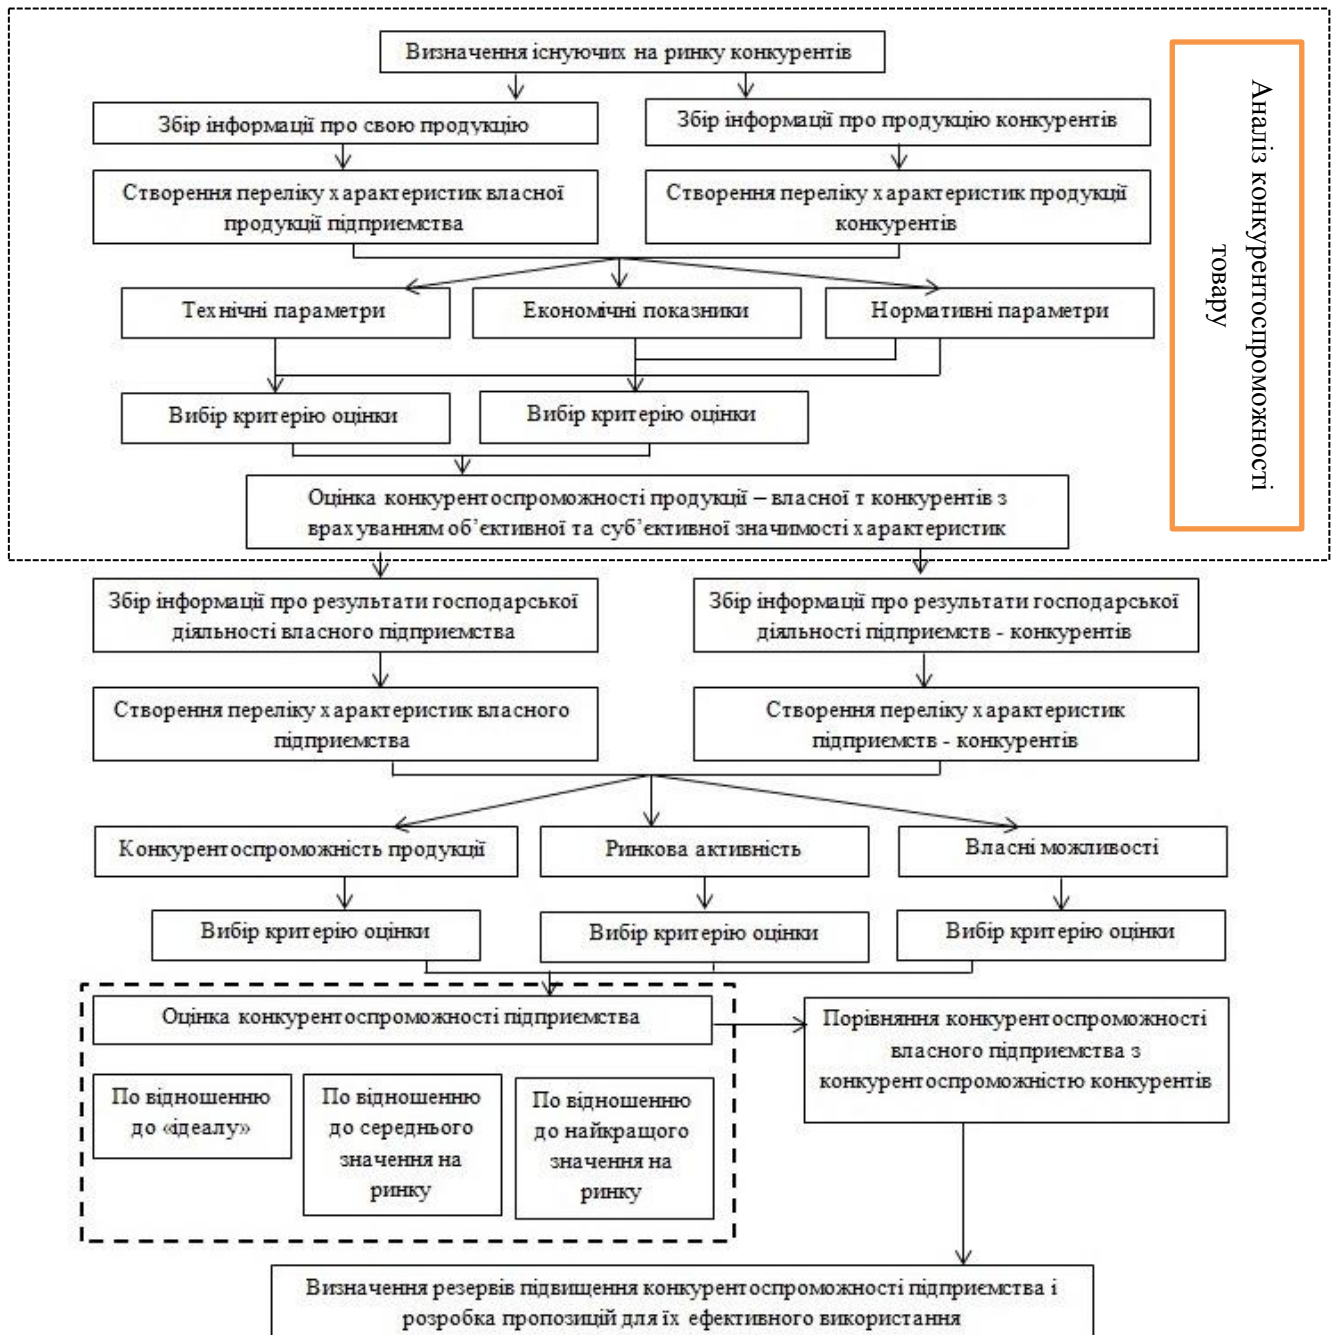 Визначення існуючих на ринку конкурентів
Збір інформації про свою продукцію
Збір інформації про продукцію конкурентів
Створення переліку характеристик власної
продукції підприємства
Створення переліку характеристик продукції
конкурентів
Технічні параметри
Економічні показники
Нормативні параметри
Вибір критерію оцінки
Вибір критерію оцінки
Оцінка конкурентоспроможності продукції – власної т конкурентів з
врахуванням об’єктивної та суб’єктивної значимості характеристик
Аналіз конкурентоспроможності
товару
Збір інформації про результати господарської
діяльності власного підприємства
Збір інформації про результати господарської
діяльності підприємств - конкурентів
Створення переліку характеристик власного
підприємства
Створення переліку характеристик
підприємств - конкурентів
Конкурентоспроможність продукції
Ринкова активність
Власні можливості
Вибір критерію оцінки
Вибір критерію оцінки
Вибір критерію оцінки
Оцінка конкурентоспроможності підприємства
По відношенню
до «ідеалу»
По відношенню
до середнього
значення на
ринку
По відношенню
до найкращого
значення на
ринку
Порівняння конкурентоспроможності
власного підприємства з
конкурентоспроможністю конкурентів
Визначення резервів підвищення конкурентоспроможності підприємства і
розробка пропозицій для їх ефективного використання